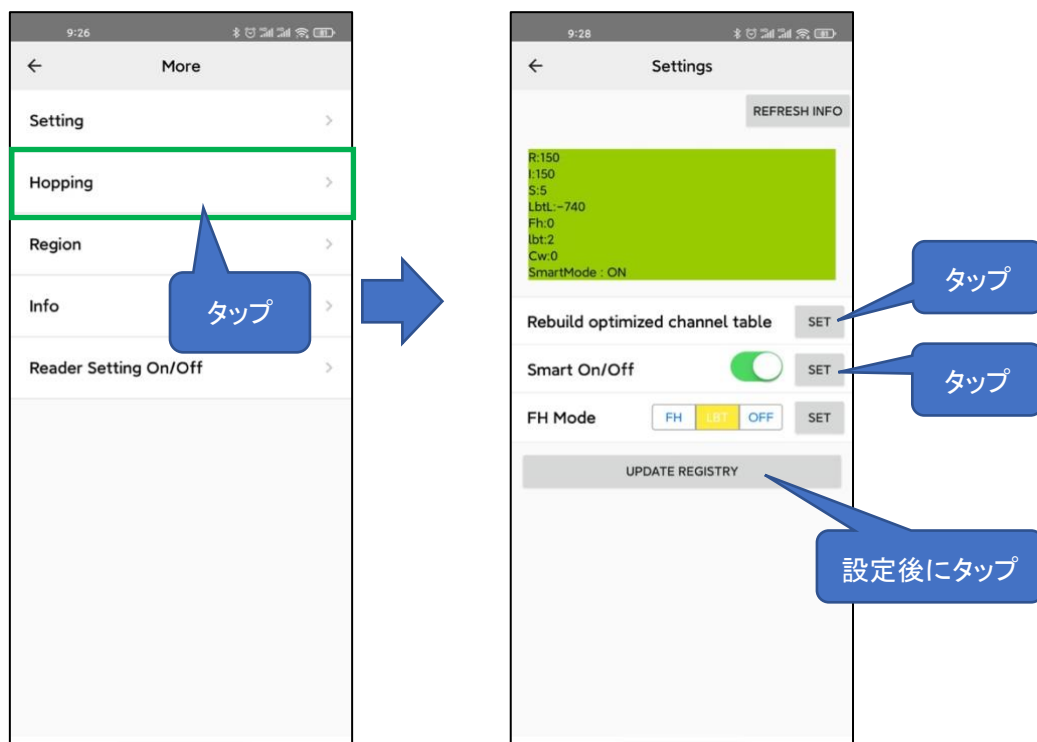 9:26
81
More
Setting
Hopping
Region
Info
Reader Setting On/Off
タップ
9:28
81
Settings
REFRESH INFO
R:150
I:150
S:5
LbtL:-740
Fh:0
lbt:2
Cw:0
SmartMode : ON
Rebuild optimized channel table SET
タップ
Smart On/Off SET
タップ
FH Mode FH LBT OFF SET
UPDATE REGISTRY
設定後にタップ